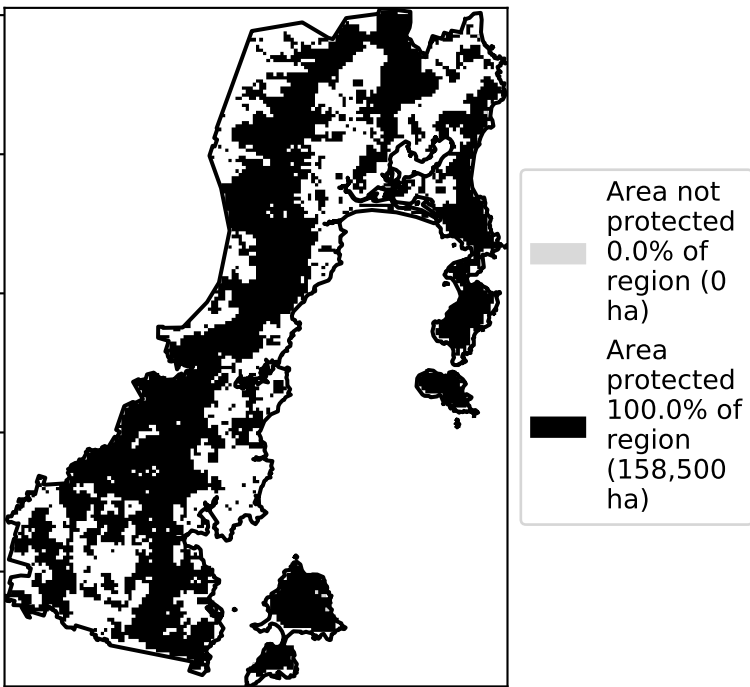 Area not
protected
0.0% of
region (0
ha)
Area
protected
100.0% of
region
(158,500
ha)